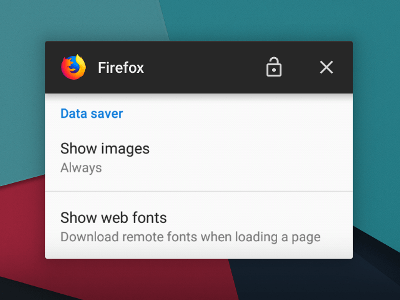 Firefox
Data saver
Show images
Always
Show web fonts
Download remote fonts when loading a page